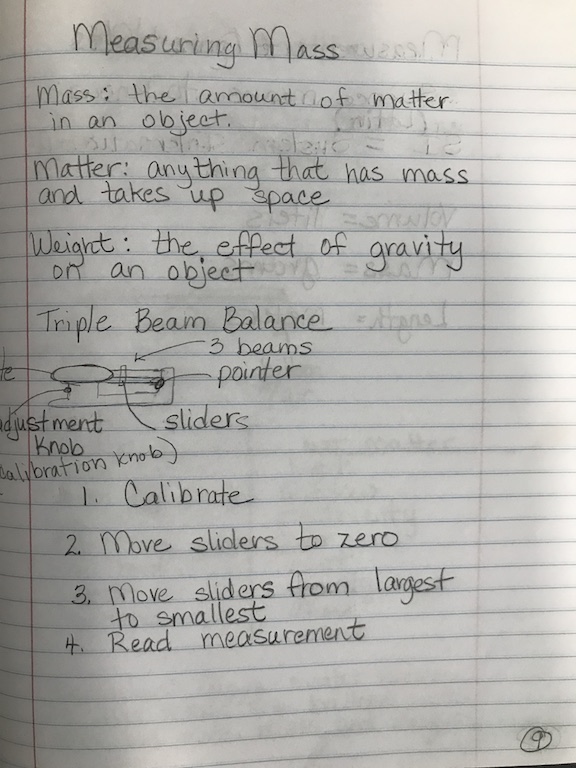 Measuring Mass
Mass: the amount of matter
in an object.
Matter: anything that has mass
and takes up space
Weight: the effect of gravity
on an object
Triple Beam Balance
3 beams
pointer
sliders
adjustment
Knob
calibration knob)
1. Calibrate
2. Move sliders to zero
3. Move sliders from largest
to smallest
4. Read measurement
9